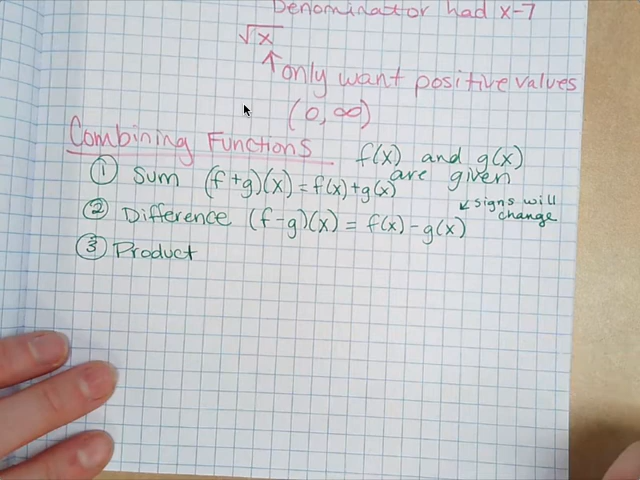 Denominator had x-7
√x
↑ only want positive values
(0, ∞)
Combining Functions f(x) and g(x)
are given
① Sum (f+g)(x) = f(x)+g(x)
② Difference (f-g)(x) = f(x)-g(x) ↙ signs will
change
③ Product